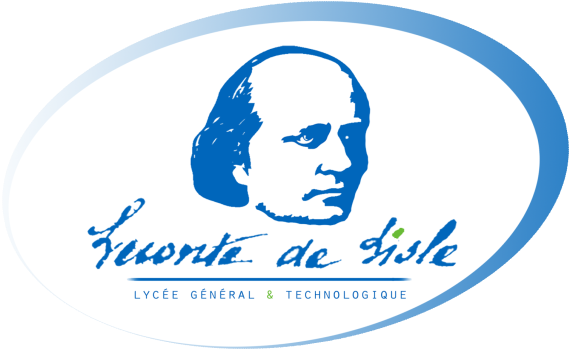 Leconte de Lisle
LYCÉE GÉNÉRAL & TECHNOLOGIQUE